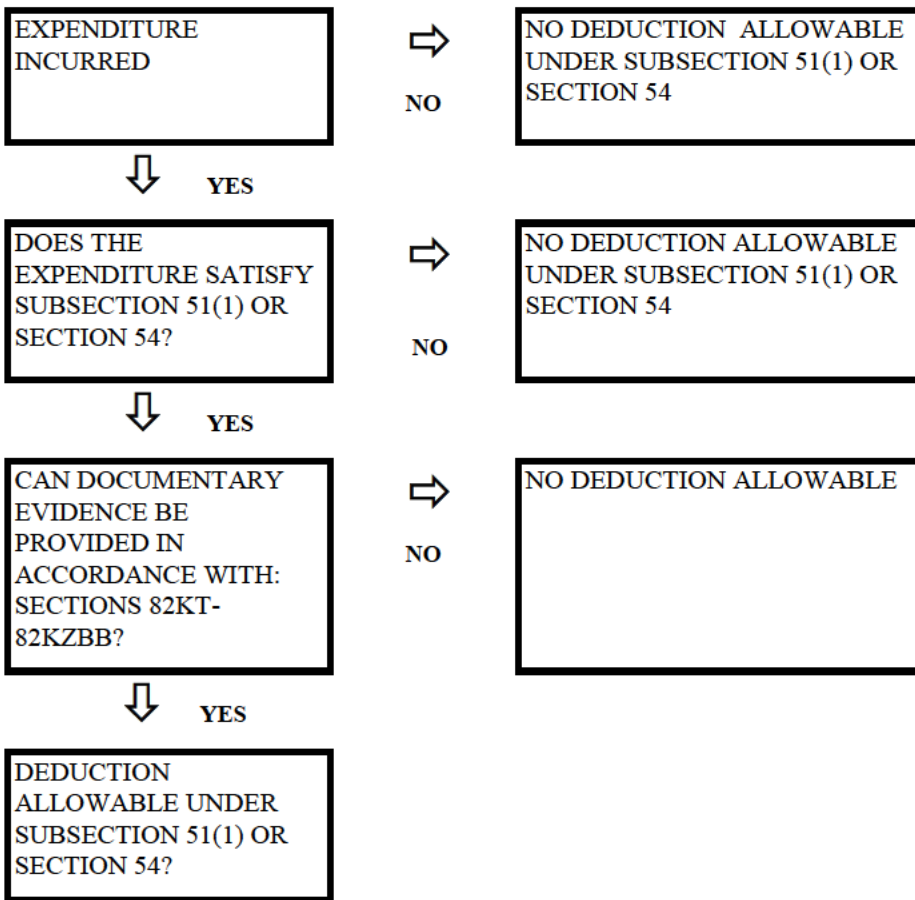 EXPENDITURE
INCURRED
NO
NO DEDUCTION ALLOWABLE
UNDER SUBSECTION 51(1) OR
SECTION 54
YES
DOES THE
EXPENDITURE SATISFY
SUBSECTION 51(1) OR
SECTION 54?
NO
NO DEDUCTION ALLOWABLE
UNDER SUBSECTION 51(1) OR
SECTION 54
YES
CAN DOCUMENTARY
EVIDENCE BE
PROVIDED IN
ACCORDANCE WITH:
SECTIONS 82KT-
82KZBB?
NO
NO DEDUCTION ALLOWABLE
YES
DEDUCTION
ALLOWABLE UNDER
SUBSECTION 51(1) OR
SECTION 54?